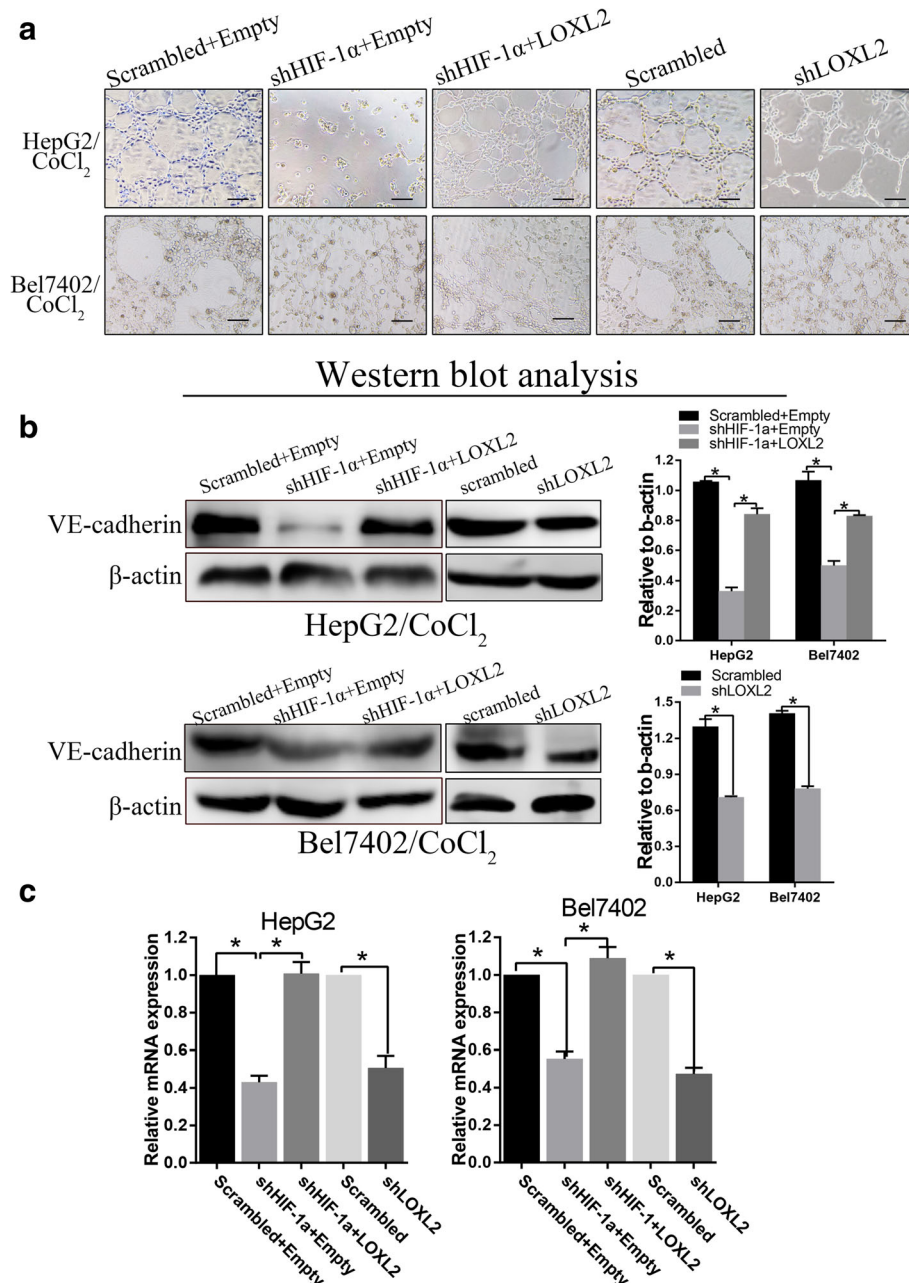 a
Scrambled+Empty
shHIF-1α+Empty
shHIF-1α+LOXL2
Scrambled
shLOXL2
HepG2/
CoCl2
Bel7402/
CoCl2
Western blot analysis
b
Scrambled+Empty
shHIF-1α+Empty
shHIF-1α+LOXL2
scrambled
shLOXL2
VE-cadherin
β-actin
HepG2/CoCl2
Scrambled+Empty
shHIF-1a+Empty
shHIF-1a+LOXL2
Relative to b-actin
1.5
1.2
0.8
0.4
0.0
* * * *
HepG2 Bel7402
Scrambled+Empty
shHIF-1α+Empty
shHIF-1α+LOXL2
scrambled
shLOXL2
VE-cadherin
β-actin
Bel7402/CoCl2
Scrambled
shLOXL2
Relative to b-actin
1.5
1.2
0.9
0.6
0.3
0.0
* *
HepG2 Bel7402
c
HepG2
Relative mRNA expression
1.2
1.0
0.8
0.6
0.4
0.2
0.0
* * *
Scrambled+Empty
shHIF-1a+Empty
shHIF-1a+LOXL2
Scrambled
shLOXL2
Bel7402
Relative mRNA expression
1.2
1.0
0.8
0.6
0.4
0.2
0.0
* * *
Scrambled+Empty
shHIF-1a+Empty
shHIF-1+LOXL2
Scrambled
shLOXL2